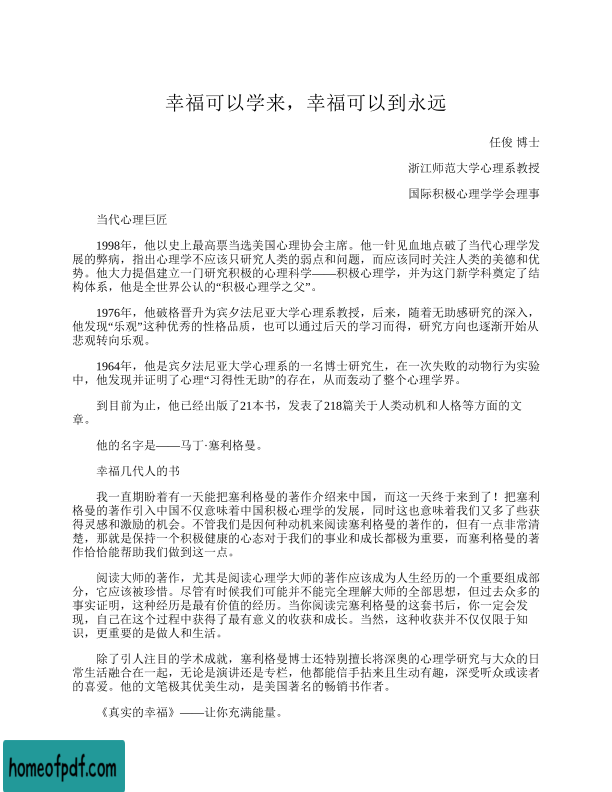 幸福可以学来，幸福可以到永远
任俊 博士
浙江师范大学心理系教授
国际积极心理学学会理事
当代心理巨匠
1998年，他以史上最高票当选美国心理协会主席。他一针见血地点破了当代心理学发
展的弊病，指出心理学不应该只研究人类的弱点和问题，而应该同时关注人类的美德和优
势。他大力提倡建立一门研究积极的心理科学——积极心理学，并为这门新学科奠定了结
构体系，他是全世界公认的“积极心理学之父”。
1976年，他破格晋升为宾夕法尼亚大学心理系教授，后来，随着无助感研究的深入，
他发现“乐观”这种优秀的性格品质，也可以通过后天的学习而得，研究方向也逐渐开始从
悲观转向乐观。
1964年，他是宾夕法尼亚大学心理系的一名博士研究生，在一次失败的动物行为实验
中，他发现并证明了心理“习得性无助”的存在，从而轰动了整个心理学界。
到目前为止，他已经出版了21本书，发表了218篇关于人类动机和人格等方面的文
章。
他的名字是——马丁·塞利格曼。
幸福几代人的书
我一直期盼着有一天能把塞利格曼的著作介绍来中国，而这一天终于来到了！把塞利
格曼的著作引入中国不仅意味着中国积极心理学的发展，同时这也意味着我们又多了些获
得灵感和激励的机会。不管我们是因何种动机来阅读塞利格曼的著作的，但有一点非常清
楚，那就是保持一个积极健康的心态对于我们的事业和成长都极为重要，而塞利格曼的著
作恰恰能帮助我们做到这一点。
阅读大师的著作，尤其是阅读心理学大师的著作应该成为人生经历的一个重要组成部
分，它应该被珍惜。尽管有时候我们可能并不能完全理解大师的全部思想，但过去众多的
事实证明，这种经历是最有价值的经历。当你阅读完塞利格曼的这套书后，你一定会发
现，自己在这个过程中获得了最有意义的收获和成长。当然，这种收获并不仅仅限于知
识，更重要的是做人和生活。
除了引人注目的学术成就，塞利格曼博士还特别擅长将深奥的心理学研究与大众的日
常生活融合在一起，无论是演讲还是专栏，他都能信手拈来且生动有趣，深受听众或读者
的喜爱。他的文笔极其优美生动，是美国著名的畅销书作者。
《真实的幸福》——让你充满能量。
homeofpdf.com